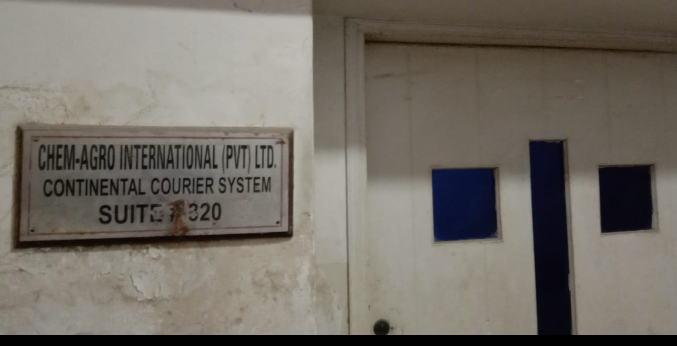 CHEM-AGRO INTERNATIONAL (PVT) LTD.
CONTINENTAL COURIER SYSTEM
SUITE # 320